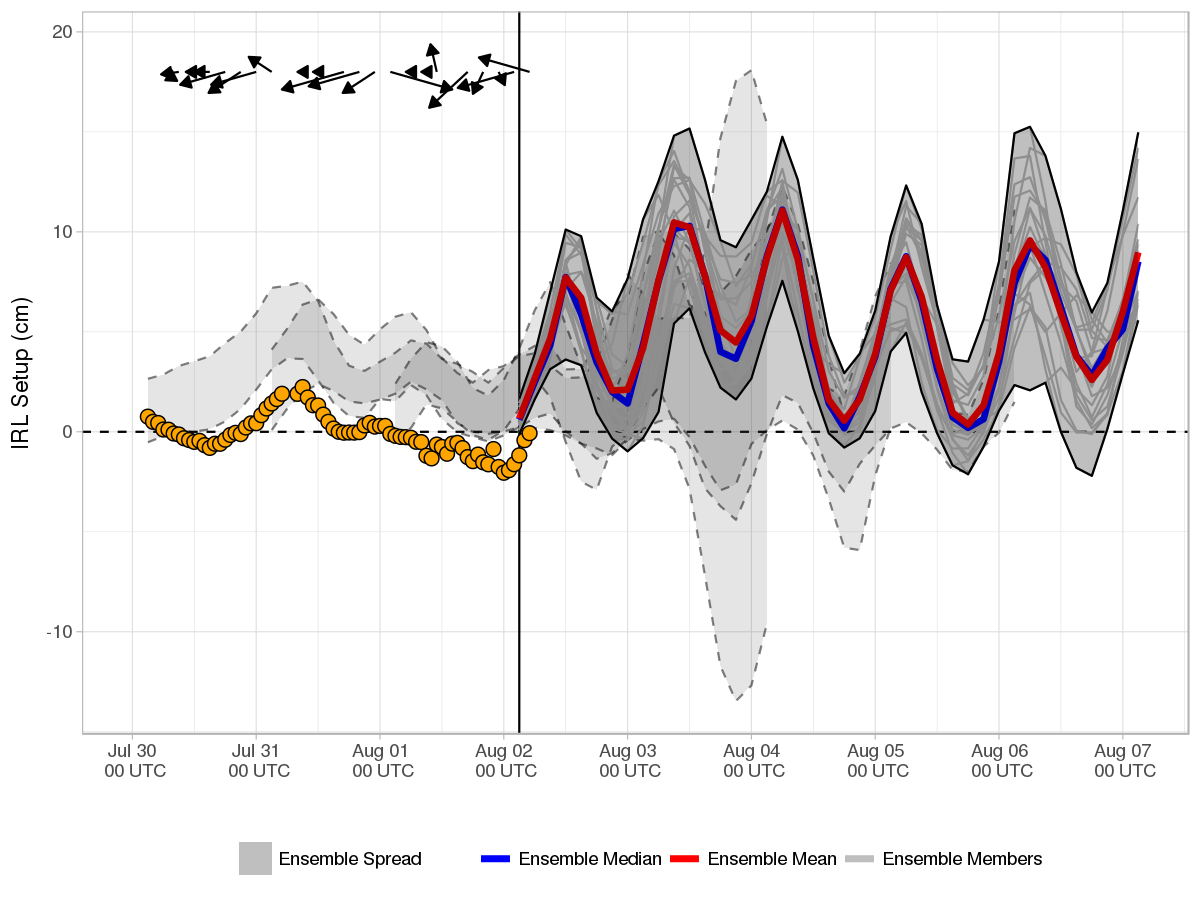 20
10
0
-10
IRL Setup (cm)
Jul 30 Jul 31 Aug 01 Aug 02 Aug 03 Aug 04 Aug 05 Aug 06 Aug 07
00 UTC 00 UTC 00 UTC 00 UTC 00 UTC 00 UTC 00 UTC 00 UTC 00 UTC
Ensemble Spread Ensemble Median Ensemble Mean Ensemble Members